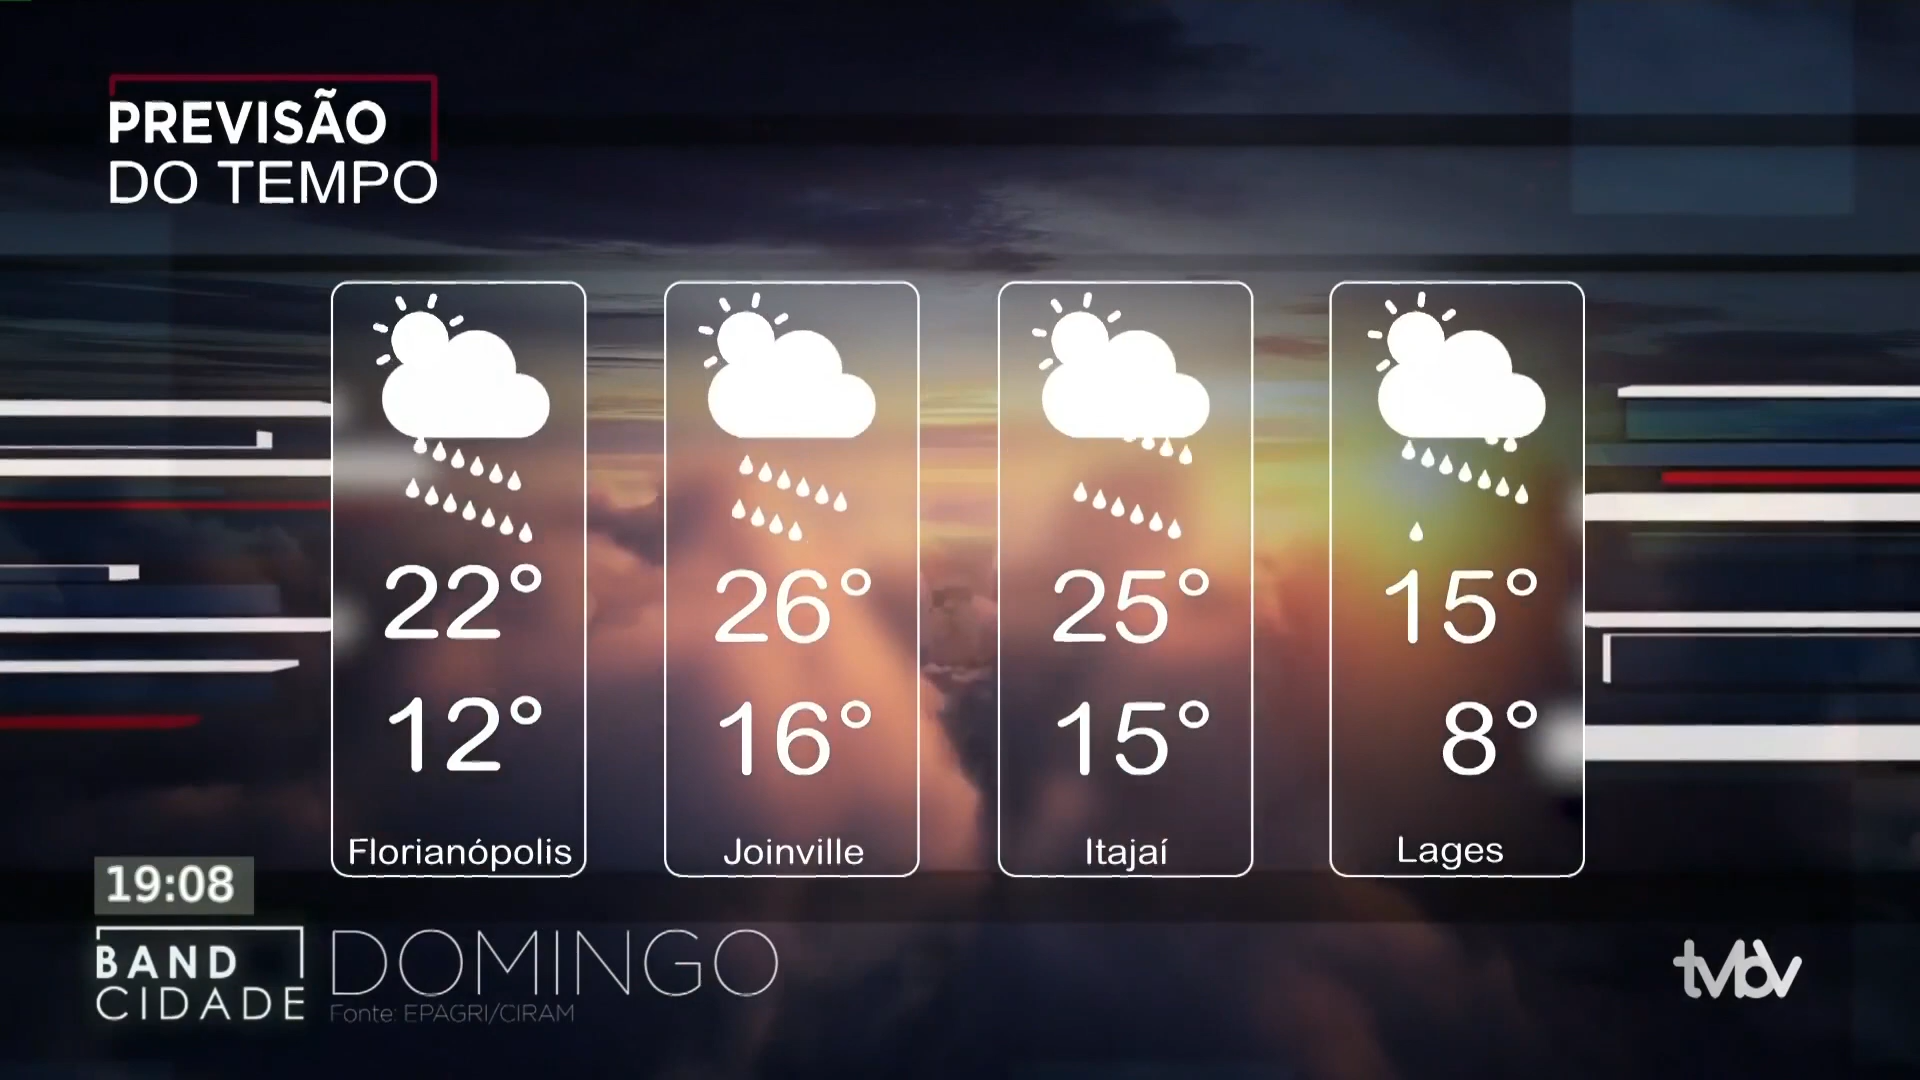 PREVISÃO
DO TEMPO
22°
12°
Florianópolis
26°
16°
Joinville
25°
15°
Itajaí
15°
8°
Lages
19:08
BAND
CIDADE
DOMINGO
Fonte: EPAGRI/CIRAM
tvbv